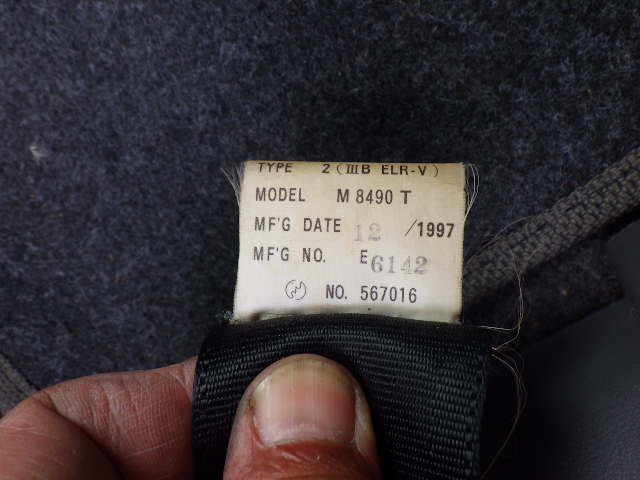 TYPE 2 (IIIB ELR-V)
MODEL M 8490 T
MF'G DATE 12 /1997
MF'G NO. E6142
NO. 567016